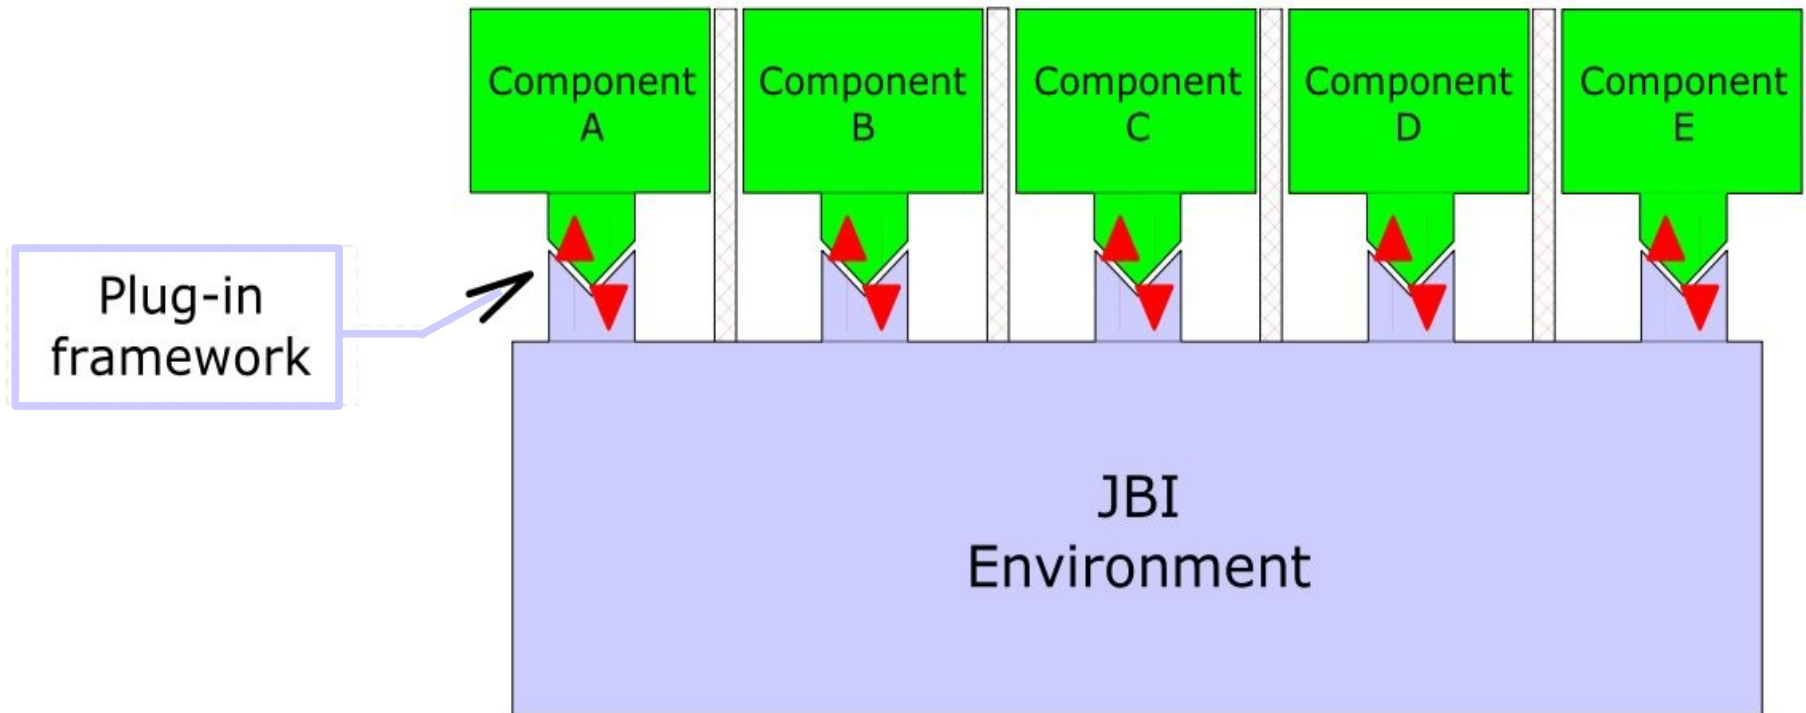 Component
A
Component
B
Component
C
Component
D
Component
E
Plug-in
framework
JBI
Environment